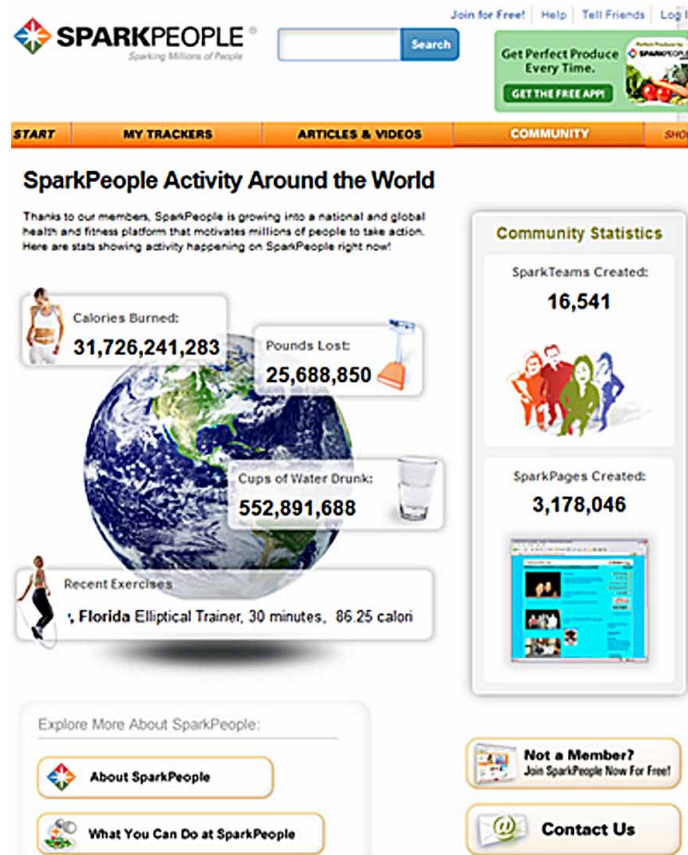 Join for Free! Help Tell Friends Log I
SPARKPEOPLE®
Sparking Millions of People
Search
Get Perfect Produce
Every Time.
GET THE FREE APP!
SPARKPEOPLE
START MY TRACKERS ARTICLES & VIDEOS COMMUNITY SHO
SparkPeople Activity Around the World
Thanks to our members, SparkPeople is growing into a national and global
health and fitness platform that motivates millions of people to take action.
Here are stats showing activity happening on SparkPeople right now!
Calories Burned:
31,726,241,283
Pounds Lost:
25,688,850
Cups of Water Drunk:
552,891,688
Recent Exercises
, Florida Elliptical Trainer, 30 minutes, 86.25 calori
Community Statistics
SparkTeams Created:
16,541
SparkPages Created:
3,178,046
Explore More About SparkPeople:
About SparkPeople
What You Can Do at SparkPeople
Not a Member?
Join SparkPeople Now For Free!
Contact Us